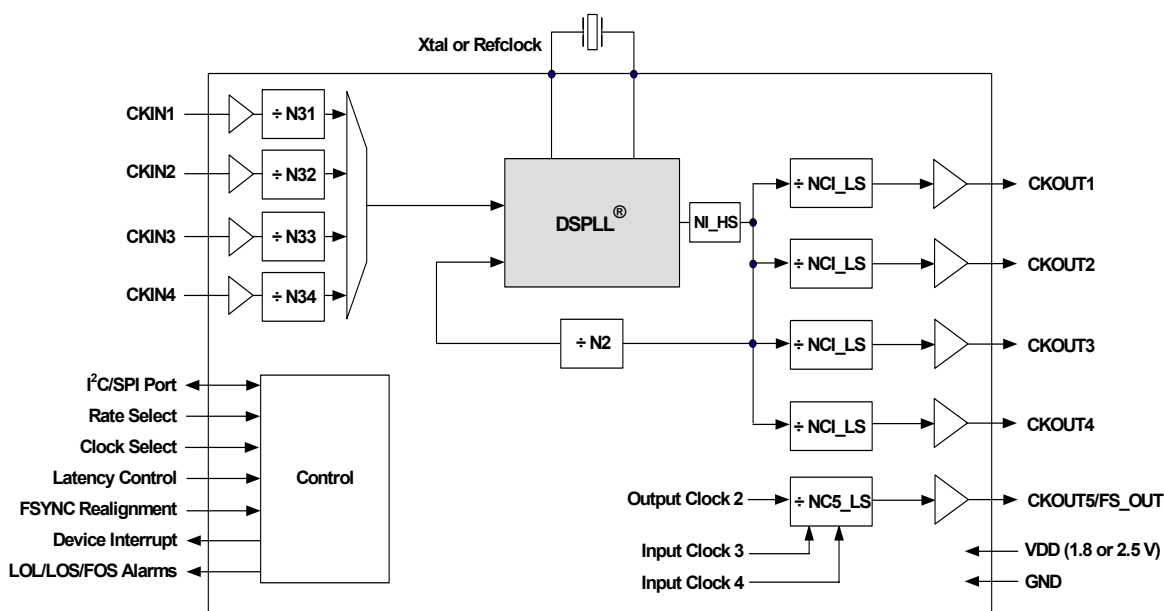 Xtal or Refclock
CKIN1
÷ N31
CKIN2
÷ N32
CKIN3
÷ N33
CKIN4
÷ N34
DSPLL®
NI_HS
÷ N2
÷ NCI_LS
CKOUT1
÷ NCI_LS
CKOUT2
÷ NCI_LS
CKOUT3
÷ NCI_LS
CKOUT4
I²C/SPI Port
Rate Select
Clock Select
Latency Control
FSYNC Realignment
Device Interrupt
LOL/LOS/FOS Alarms
Control
Output Clock 2
÷ NC5_LS
CKOUT5/FS_OUT
Input Clock 3
Input Clock 4
VDD (1.8 or 2.5 V)
GND